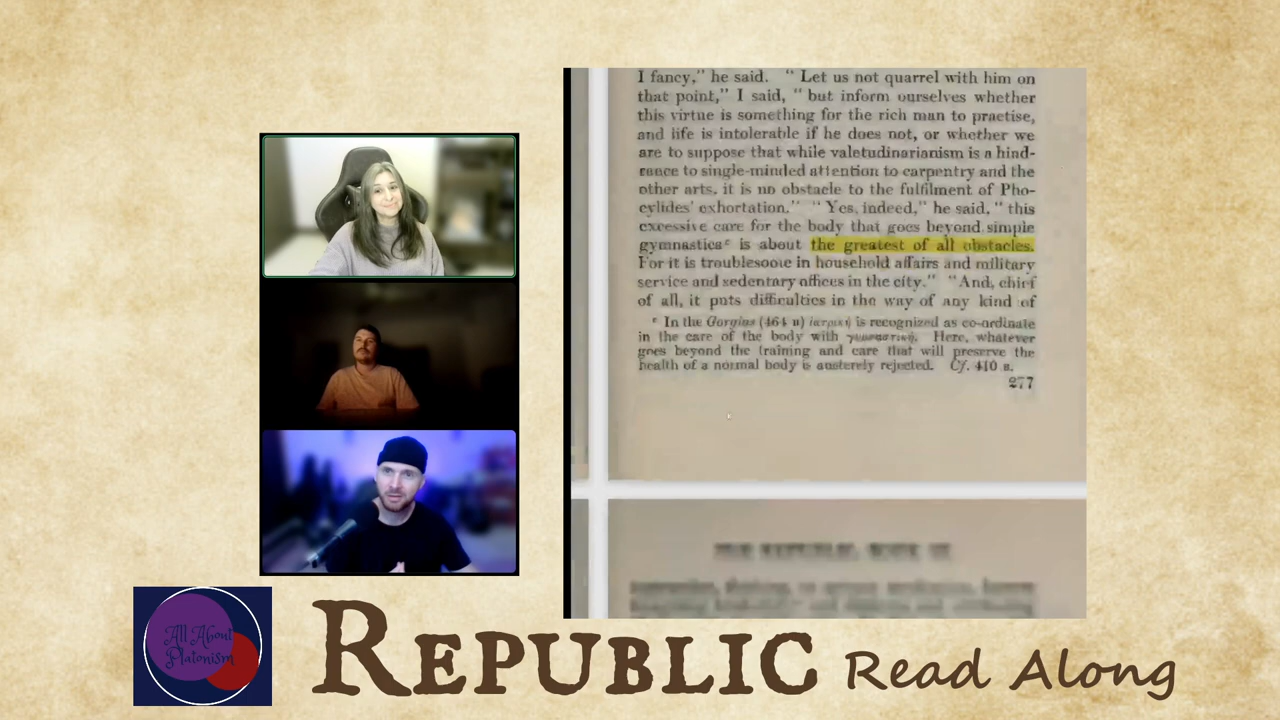 I fancy," he said. "Let us not quarrel with him on
that point," I said, "but inform ourselves whether
this virtue is something for the rich man to practise,
and life is intolerable if he does not, or whether we
are to suppose that while valetudinarianism is a hind-
rance to single-minded attention to carpentry and the
other arts, it is no obstacle to the fulfilment of Pho-
cylides' exhortation." "Yes, indeed," he said, "this
excessive care for the body that goes beyond simple
gymnastics c is about the greatest of all obstacles.
For it is troublesome in household affairs and military
service and sedentary offices in the city." "And, chief
of all, it puts difficulties in the way of any kind of
c In the Gorgias (464 B) ἰατρική is recognized as co-ordinate
in the care of the body with γυμναστική. Here, whatever
goes beyond the training and care that will preserve the
health of a normal body is austerely rejected. Cf. 410 B.
277
THE REPUBLIC, BOOK III
All About
Platonism
REPUBLIC Read Along